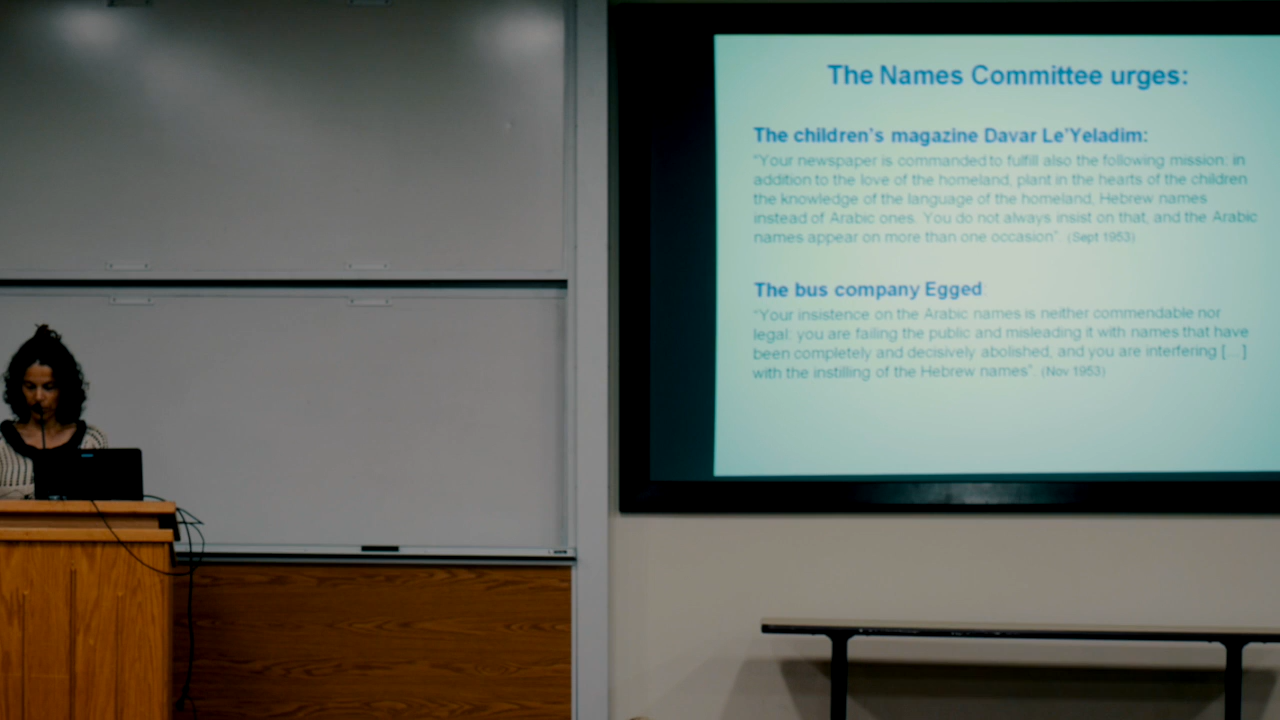 The Names Committee urges:
The children's magazine Davar Le'Yeladim:
"Your newspaper is commanded to fulfill also the following mission: in
addition to the love of the homeland, plant in the hearts of the children
the knowledge of the language of the homeland, Hebrew names
instead of Arabic ones. You do not always insist on that, and the Arabic
names appear on more than one occasion". (Sept 1953)
The bus company Egged:
"Your insistence on the Arabic names is neither commendable nor
legal: you are failing the public and misleading it with names that have
been completely and decisively abolished, and you are interfering [...]
with the instilling of the Hebrew names". (Nov 1953)